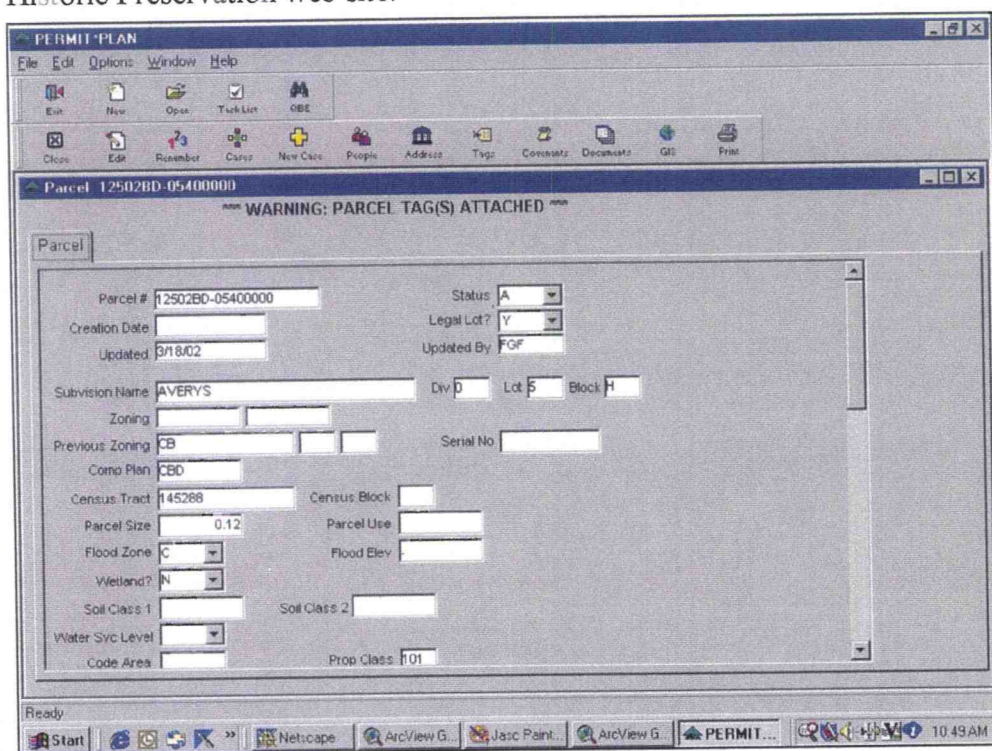 Historic Preservation web site.
PERMIT*PLAN
File Edit Options Window Help
Exit New Open Tick List QBE
Close Edit Renumber Cases New Case People Address Tags Covenants Documents GIS Print
Parcel 12502BD-05400000
*** WARNING: PARCEL TAG(S) ATTACHED ***
Parcel
Parcel # 12502BD-05400000 Status A
Creation Date Legal Lot? Y
Updated 3/18/02 Updated By FGF
Subvision Name AVERYS Div 0 Lot 5 Block H
Zoning
Previous Zoning CB Serial No
Comp Plan CBD
Census Tract 145288 Census Block
Parcel Size 0.12 Parcel Use
Flood Zone C Flood Elev .
Wetland? N
Soil Class 1 Soil Class 2
Water Svc Level
Code Area Prop Class 101
Ready
Start » Netscape ArcView G... Jasc Paint... ArcView G... PERMIT... 10:49 AM